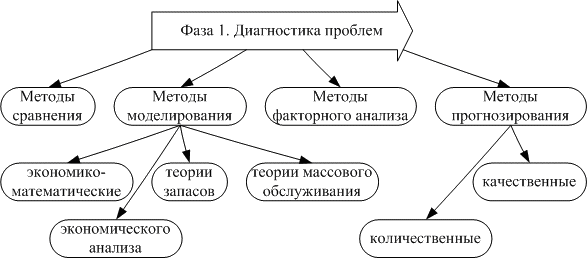 Фаза 1. Диагностика проблем
Методы
сравнения
Методы
моделирования
Методы
факторного анализа
Методы
прогнозирования
экономико-
математические
теории
запасов
теории массового
обслуживания
качественные
экономического
анализа
количественные